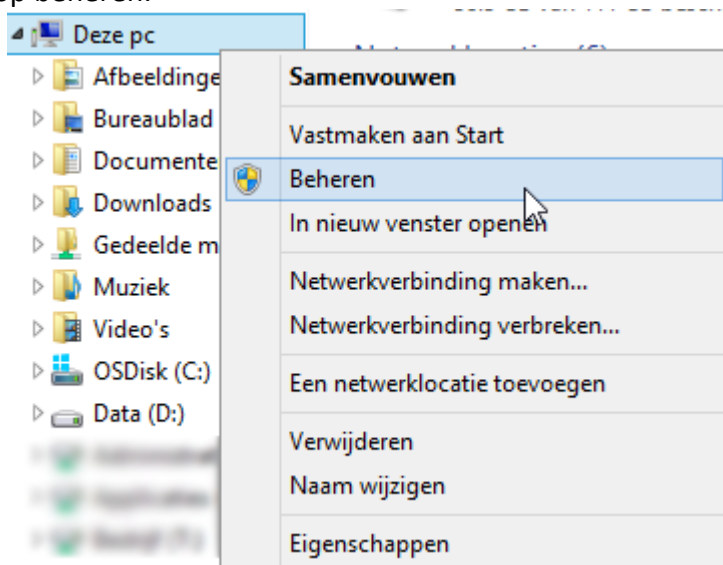 op beheren.
Deze pc
Afbeeldinge
Bureaublad
Documente
Downloads
Gedeelde m
Muziek
Video's
OSDisk (C:)
Data (D:)
Samenvouwen
Vastmaken aan Start
Beheren
In nieuw venster openen
Netwerkverbinding maken...
Netwerkverbinding verbreken...
Een netwerklocatie toevoegen
Verwijderen
Naam wijzigen
Eigenschappen